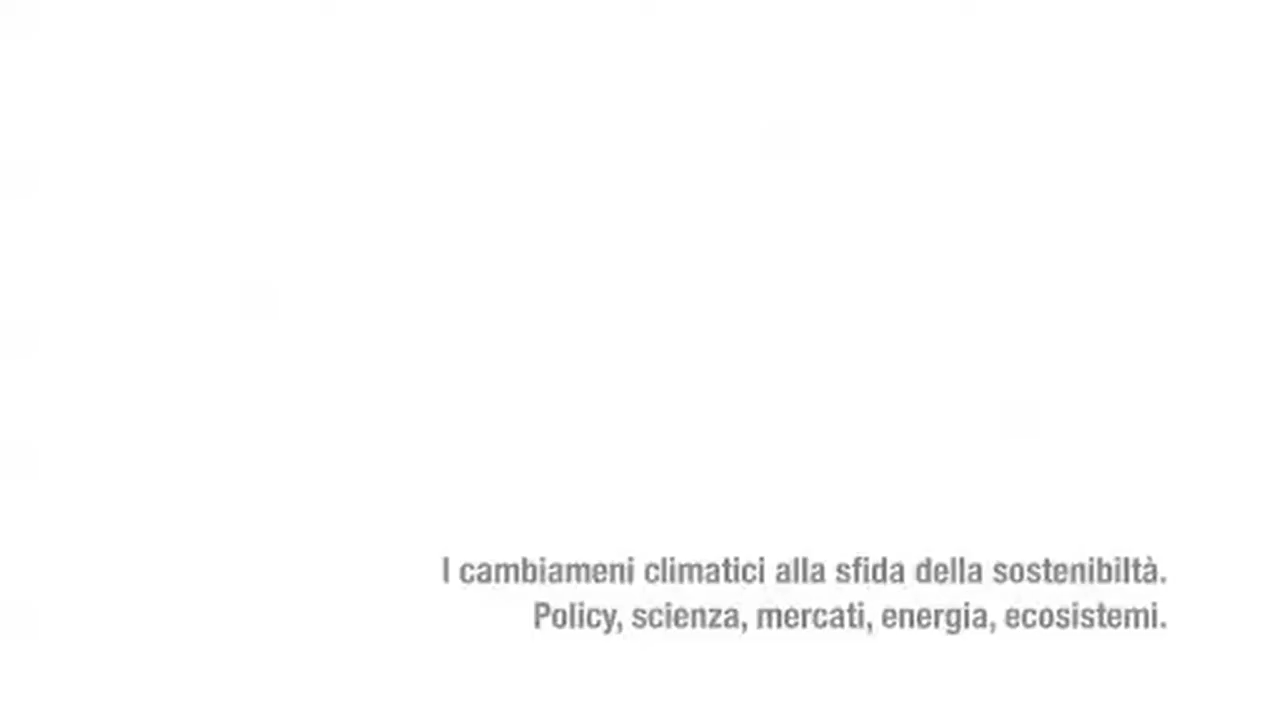 I cambiameni climatici alla sfida della sostenibiltà.
Policy, scienza, mercati, energia, ecosistemi.